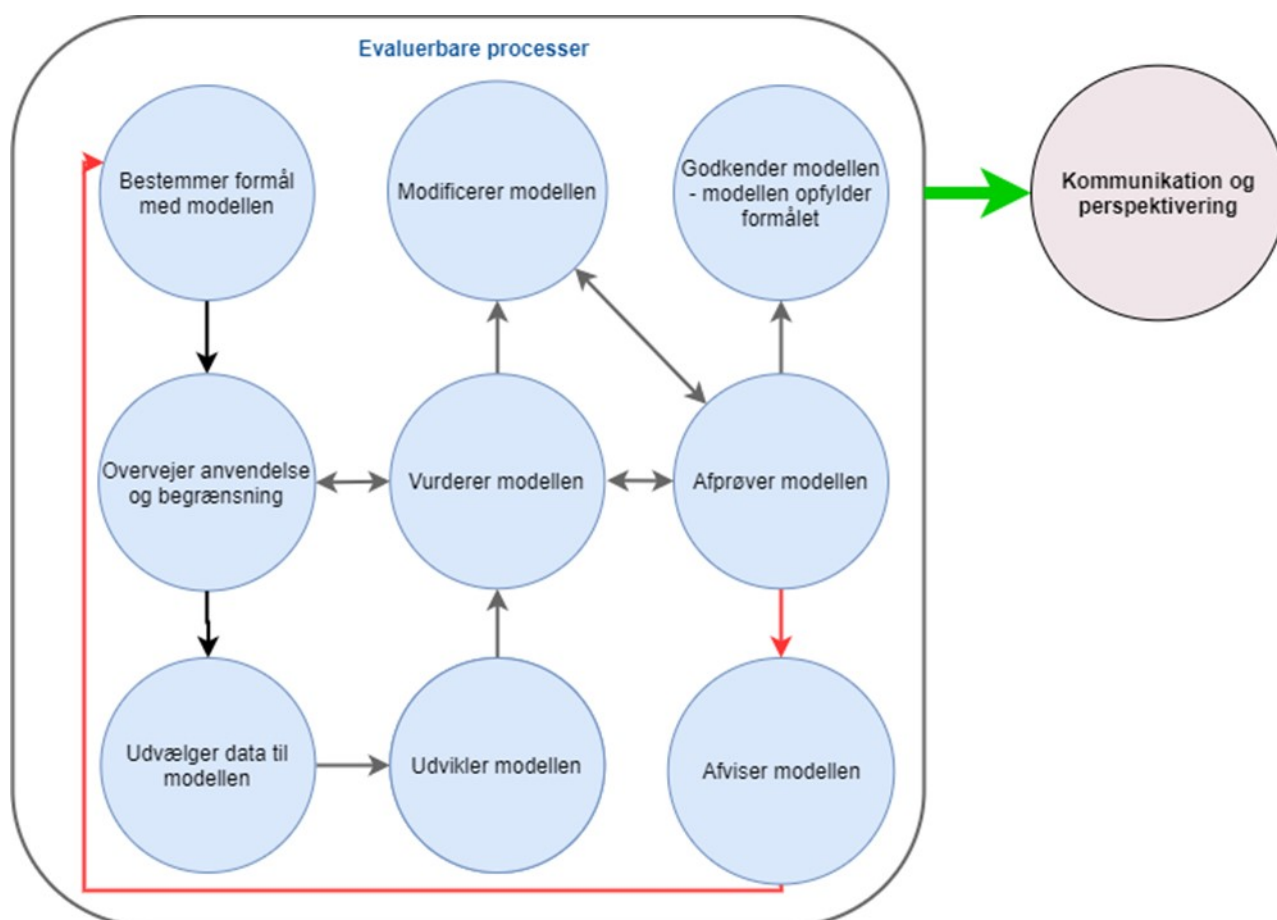 Evaluerbare processer
Bestemmer formål
med modellen
Modificerer modellen
Godkender modellen
- modellen opfylder
formålet
Kommunikation og
perspektivering
Overvejer anvendelse
og begrænsning
Vurderer modellen
Afprøver modellen
Udvælger data til
modellen
Udvikler modellen
Afviser modellen